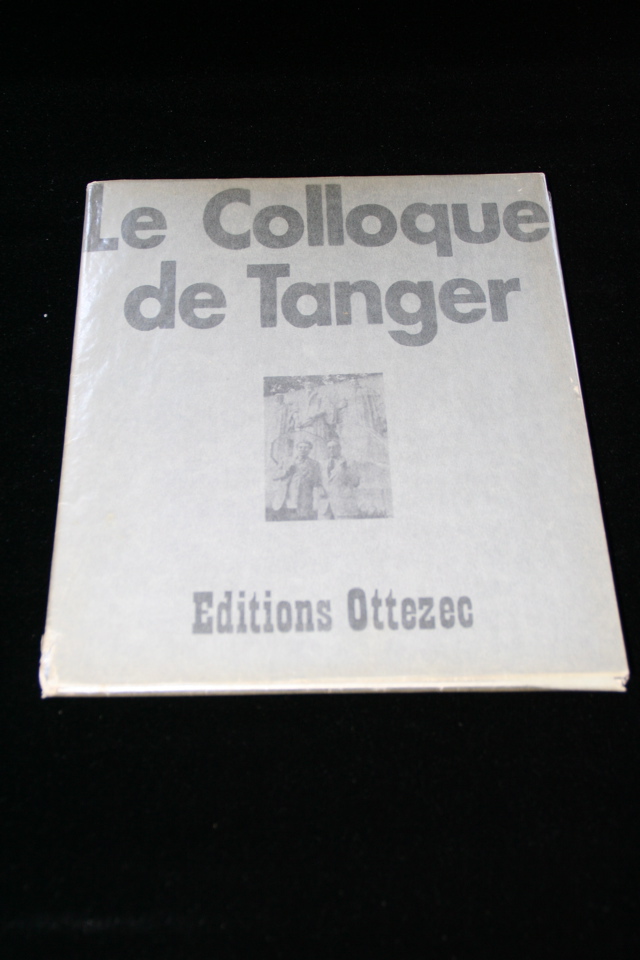 Le Colloque
de Tanger
Editions Ottezec